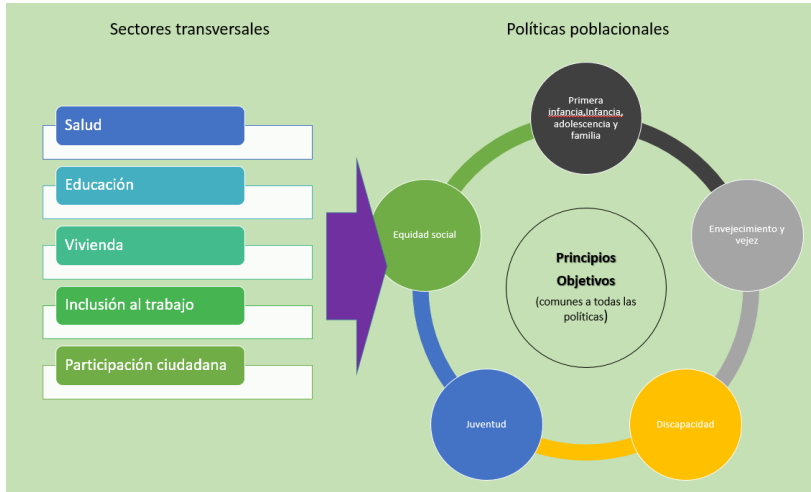 Sectores transversales
Políticas poblacionales
Salud
Educación
Vivienda
Inclusión al trabajo
Participación ciudadana
Primera
infancia,Infancia,
adolescencia y
familia
Envejecimiento y
vejez
Discapacidad
Juventud
Equidad social
Principios
Objetivos
(comunes a todas las
políticas)